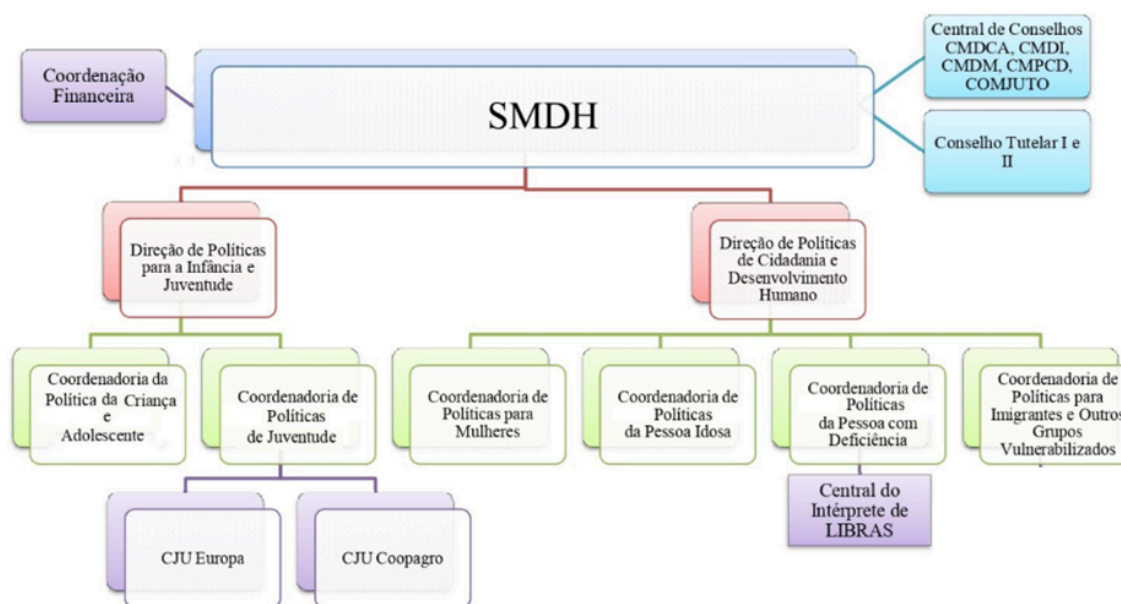 Coordenação
Financeira
SMDH
Central de Conselhos
CMDCA, CMDI,
CMDM, CMPCD,
COMJUTO
Conselho Tutelar I e
II
Direção de Políticas
para a Infância e
Juventude
Direção de Políticas
de Cidadania e
Desenvolvimento
Humano
Coordenadoria da
Política da Criança
e
Adolescente
Coordenadoria de
Políticas
de Juventude
Coordenadoria de
Políticas para
Mulheres
Coordenadoria de
Políticas
da Pessoa Idosa
Coordenadoria de
Políticas
da Pessoa com
Deficiência
Coordenadoria de
Políticas para
Imigrantes e Outros
Grupos
Vulnerabilizados
CJU Europa
CJU Coopagro
Central do
Intérprete de
LIBRAS